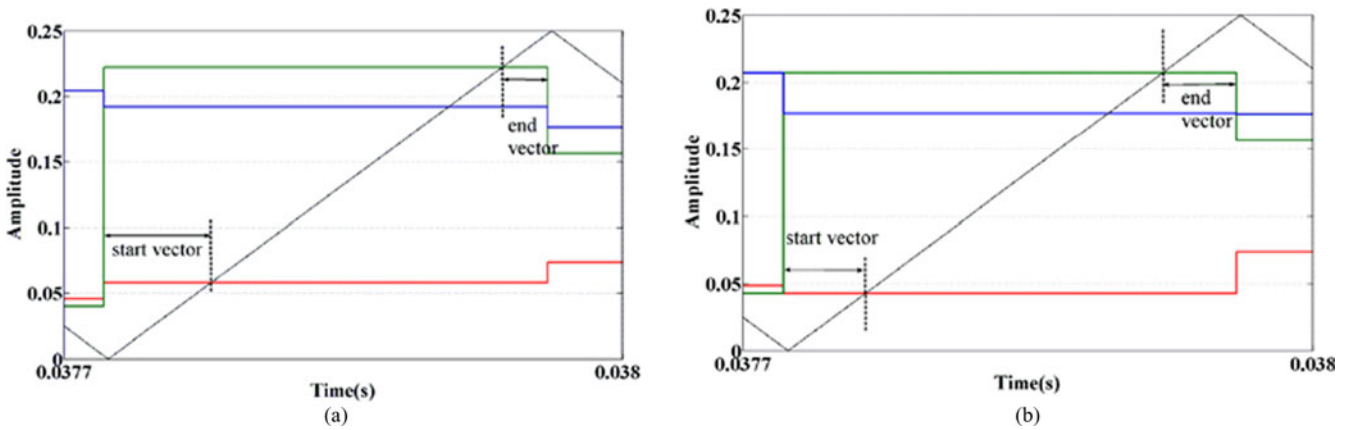 0.25
0.2
0.15
0.1
0.05
0
Amplitude
start vector
end
vector
0.0377
0.038
Time(s)
(a)
0.25
0.2
0.15
0.1
0.05
0
Amplitude
start vector
end
vector
0.0377
0.038
Time(s)
(b)